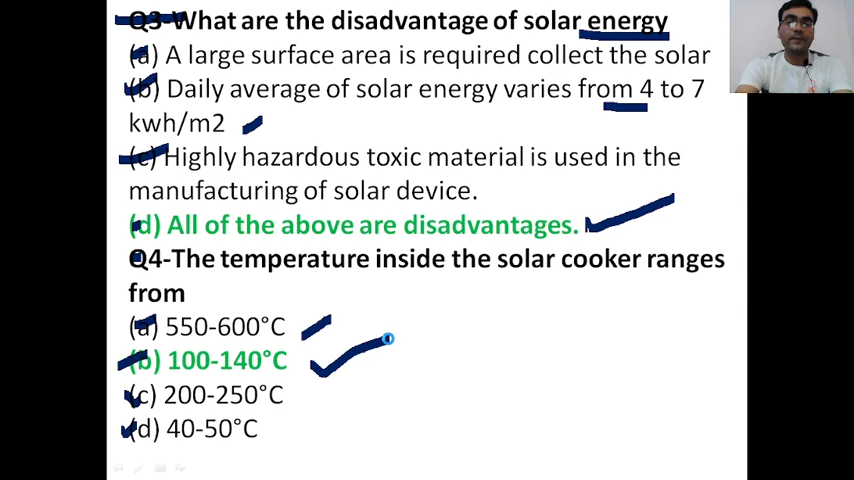 Q3-What are the disadvantage of solar energy
(a) A large surface area is required collect the solar
(b) Daily average of solar energy varies from 4 to 7
kwh/m2
(c) Highly hazardous toxic material is used in the
manufacturing of solar device.
(d) All of the above are disadvantages.
Q4-The temperature inside the solar cooker ranges
from
(a) 550-600°C
(b) 100-140°C
(c) 200-250°C
(d) 40-50°C